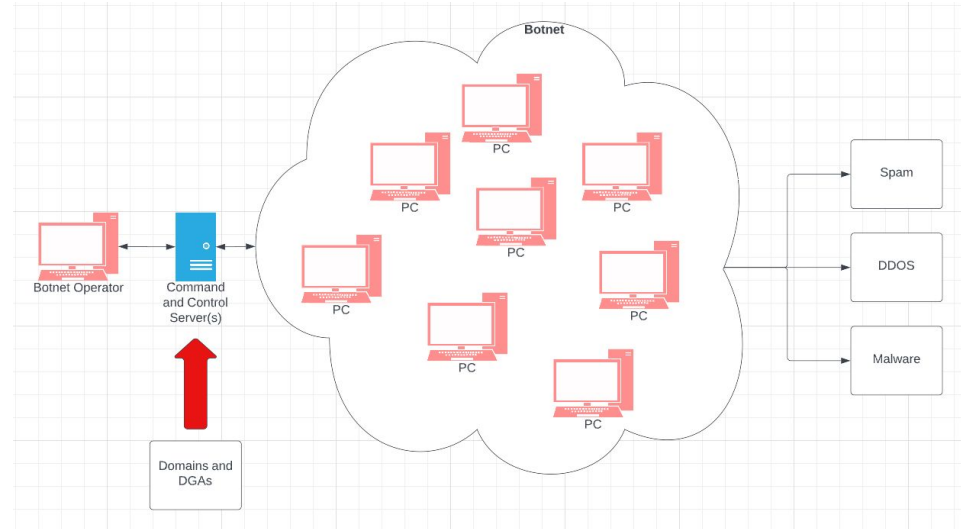 Botnet
PC
PC
PC
PC
PC
PC
PC
PC
Botnet Operator
Command
and Control
Server(s)
Domains and
DGAs
Spam
DDOS
Malware